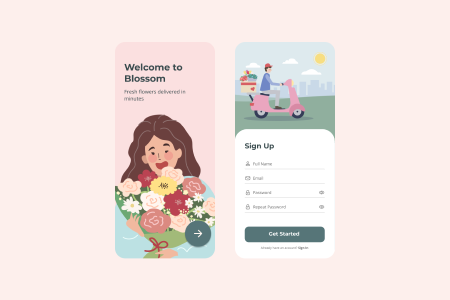 Welcome to
Blossom
Fresh flowers delivered in
minutes
Sign Up
Full Name
Email
Password
Repeat Password
Get Started
Already have an account? Sign in